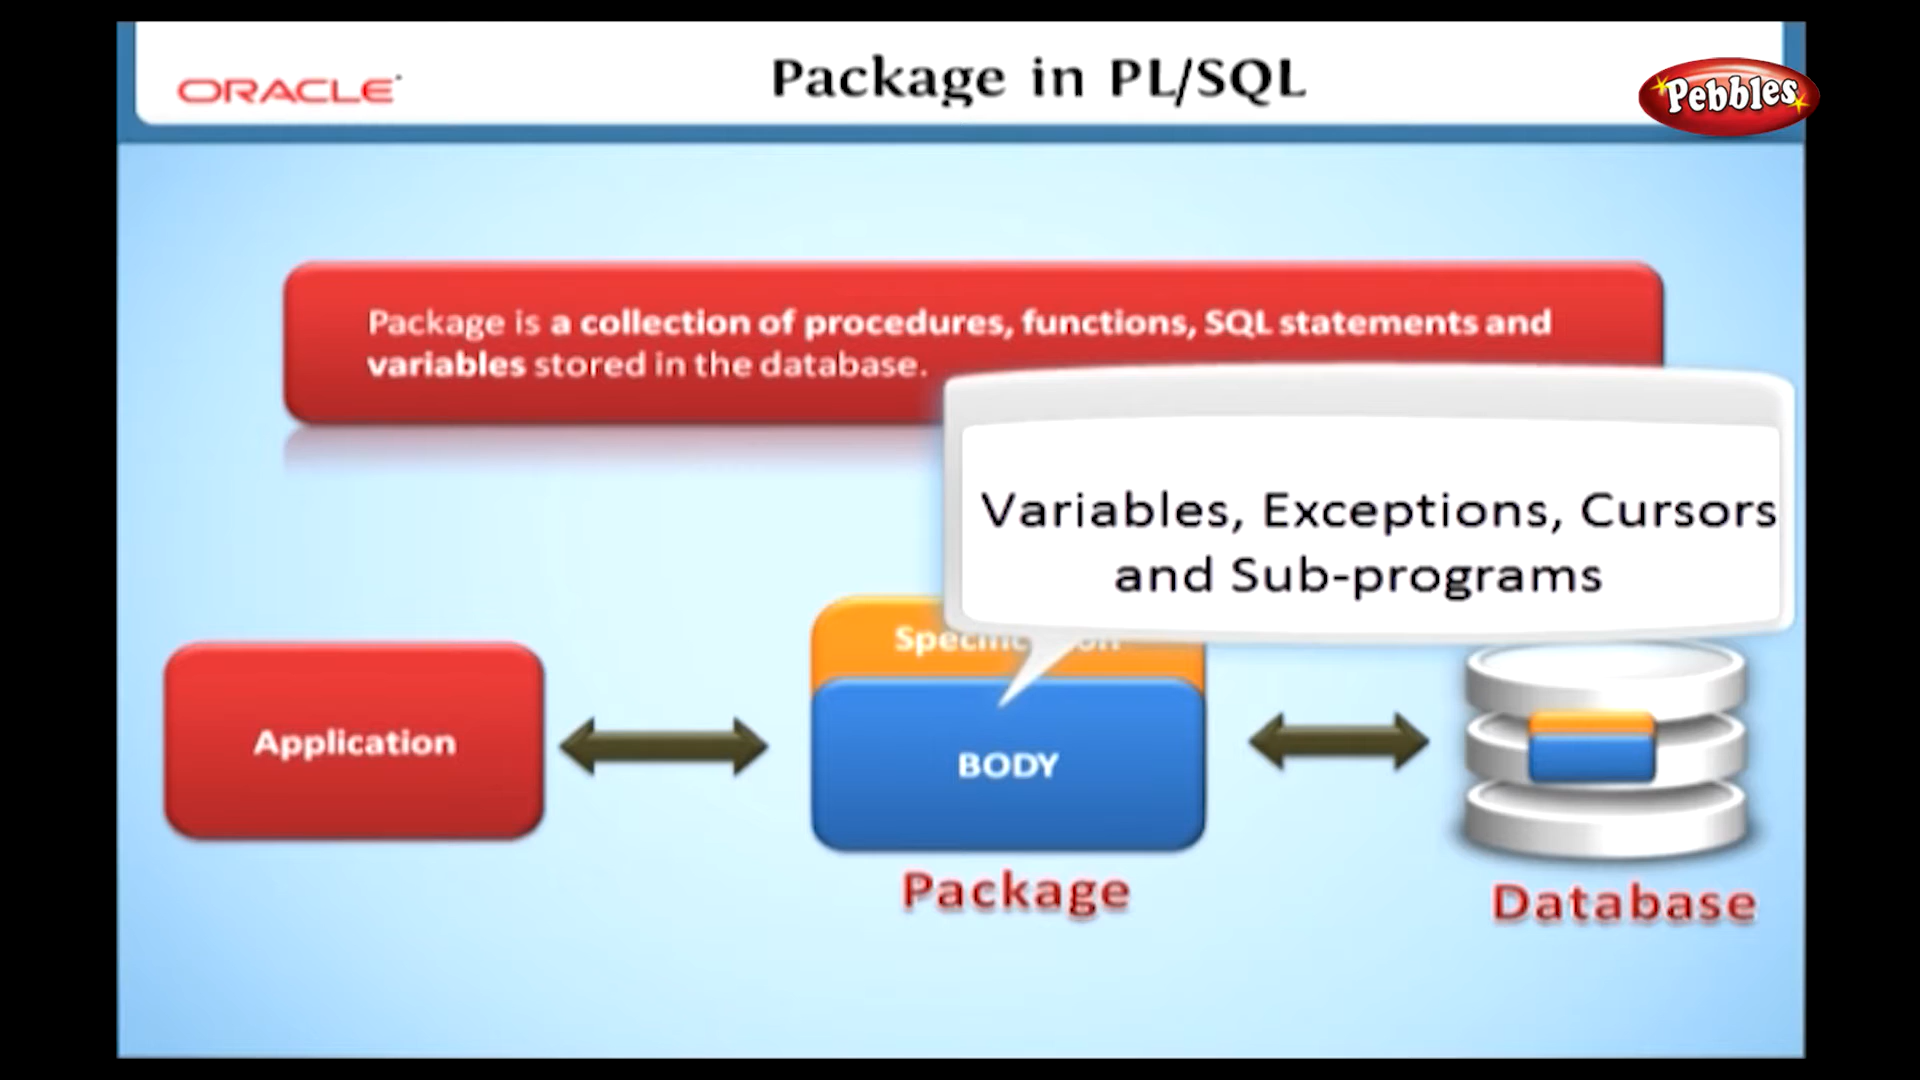 ORACLE
Package in PL/SQL
Pebbles
Package is a collection of procedures, functions, SQL statements and
variables stored in the database.
Variables, Exceptions, Cursors
and Sub-programs
Application
BODY
Package
Database